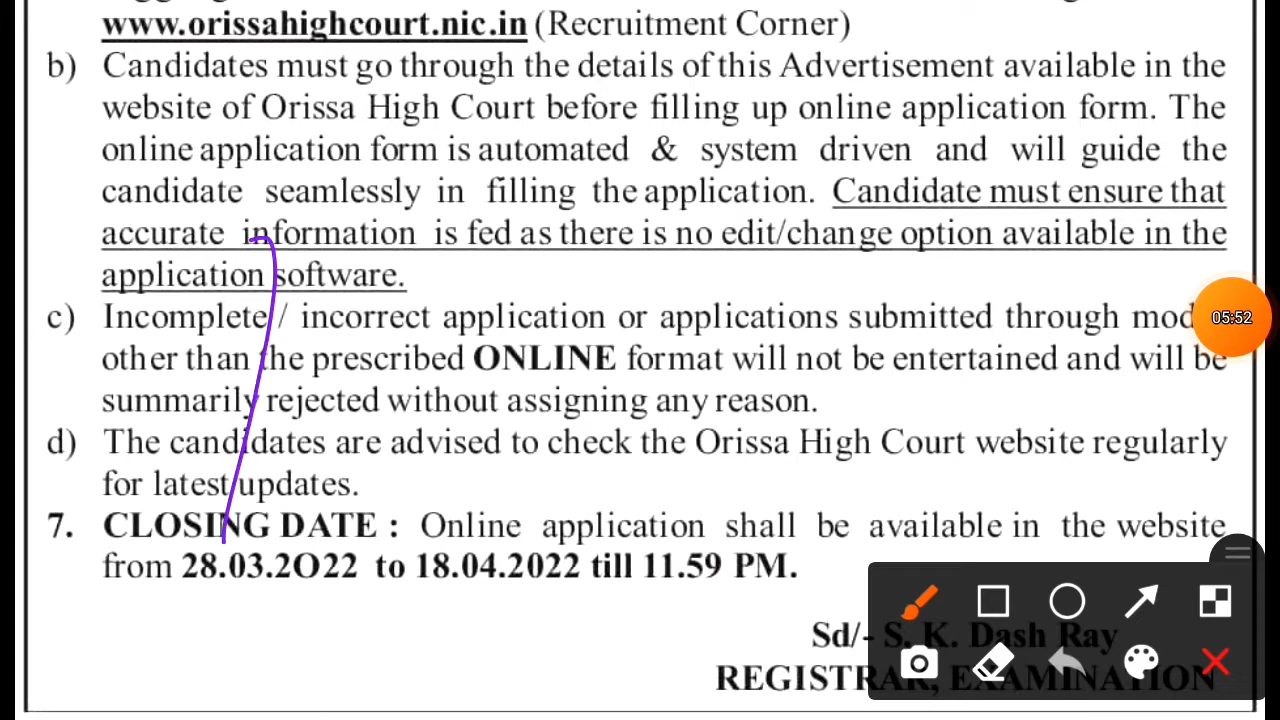 www.orissahighcourt.nic.in (Recruitment Corner)
b) Candidates must go through the details of this Advertisement available in the
website of Orissa High Court before filling up online application form. The
online application form is automated & system driven and will guide the
candidate seamlessly in filling the application. Candidate must ensure that
accurate information is fed as there is no edit/change option available in the
application software.
c) Incomplete / incorrect application or applications submitted through mod
05:52
other than the prescribed ONLINE format will not be entertained and will be
summarily rejected without assigning any reason.
d) The candidates are advised to check the Orissa High Court website regularly
for latest updates.
7. CLOSING DATE : Online application shall be available in the website
from 28.03.2O22 to 18.04.2022 till 11.59 PM.
Sd/- S. K. Dash Ray
REGISTRAR, EXAMINATION